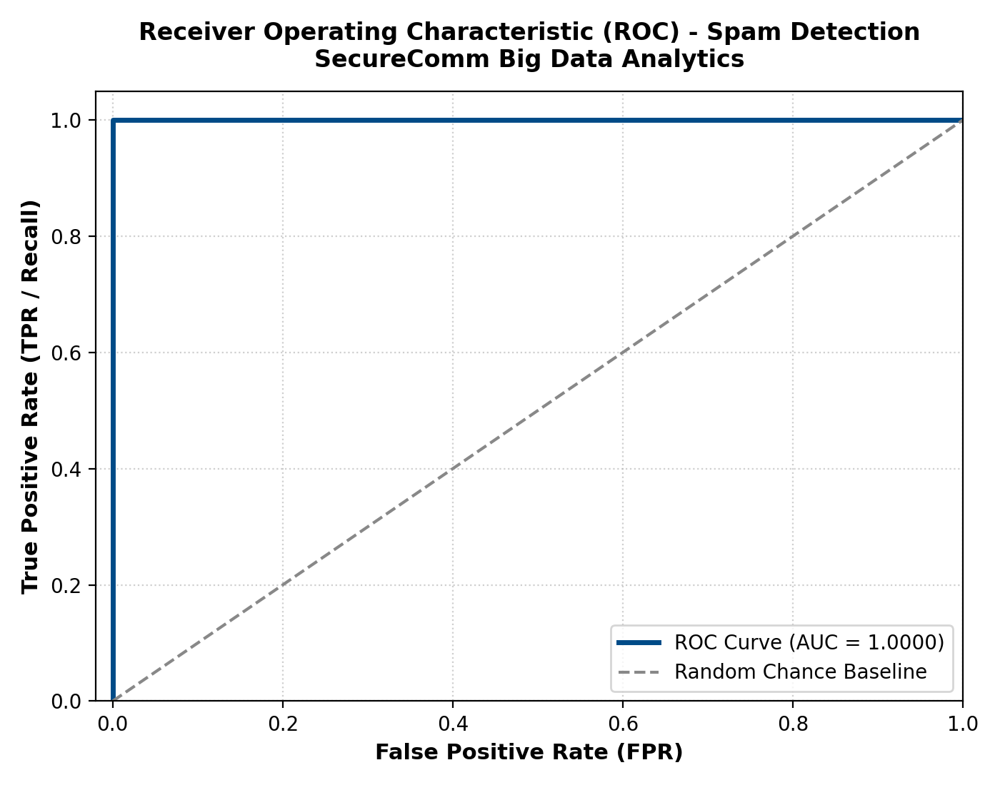 Receiver Operating Characteristic (ROC) - Spam Detection
SecureComm Big Data Analytics
True Positive Rate (TPR / Recall)
1.0
0.8
0.6
0.4
0.2
0.0
ROC Curve (AUC = 1.0000)
Random Chance Baseline
0.0 0.2 0.4 0.6 0.8 1.0
False Positive Rate (FPR)